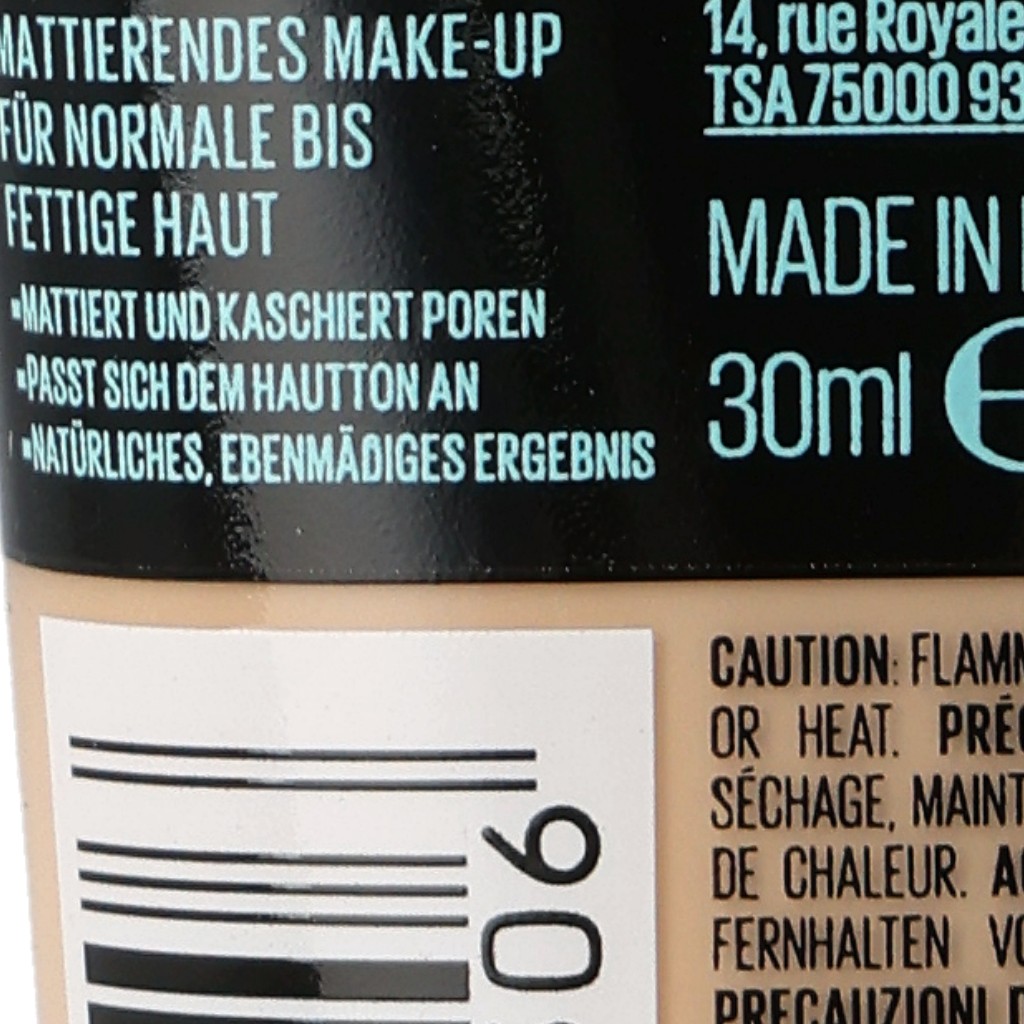 MATTIERENDES MAKE-UP
FÜR NORMALE BIS
FETTIGE HAUT
▪MATTIERT UND KASCHIERT POREN
▪PASST SICH DEM HAUTTON AN
▪NATÜRLICHES, EBENMÄßIGES ERGEBNIS
14, rue Royale
TSA 75000 93
MADE IN
30ml ℮
CAUTION: FLAMM
OR HEAT. PRÉC
SÉCHAGE, MAINT
DE CHALEUR.
FERNHALTEN
PRECAUZIONI D